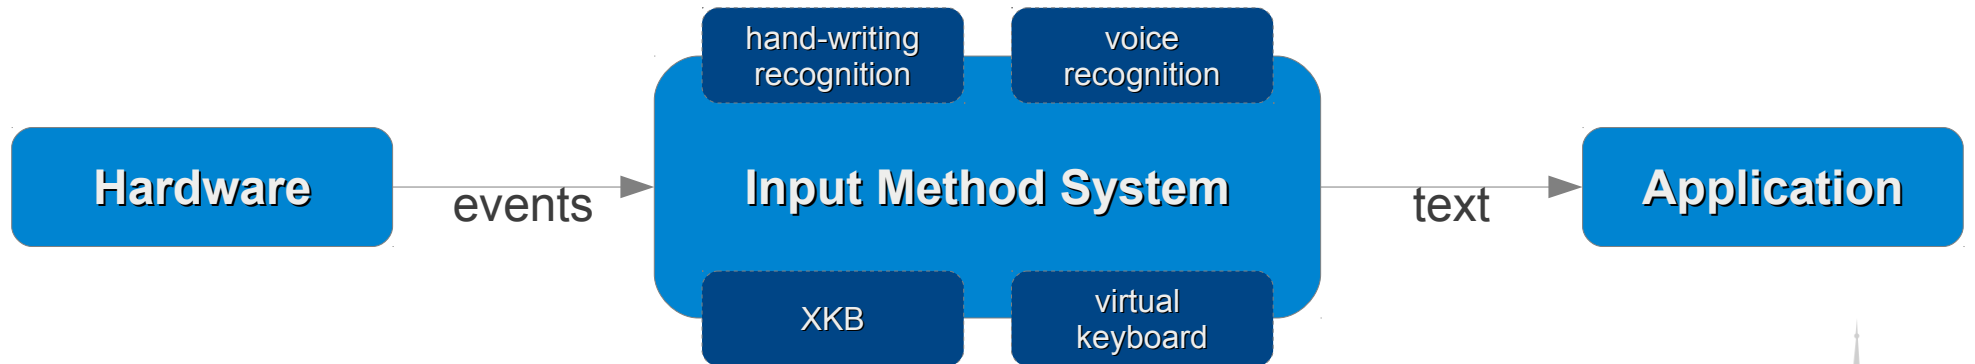 hand-writing
recognition
voice
recognition
Hardware
events
Input Method System
text
Application
XKB
virtual
keyboard